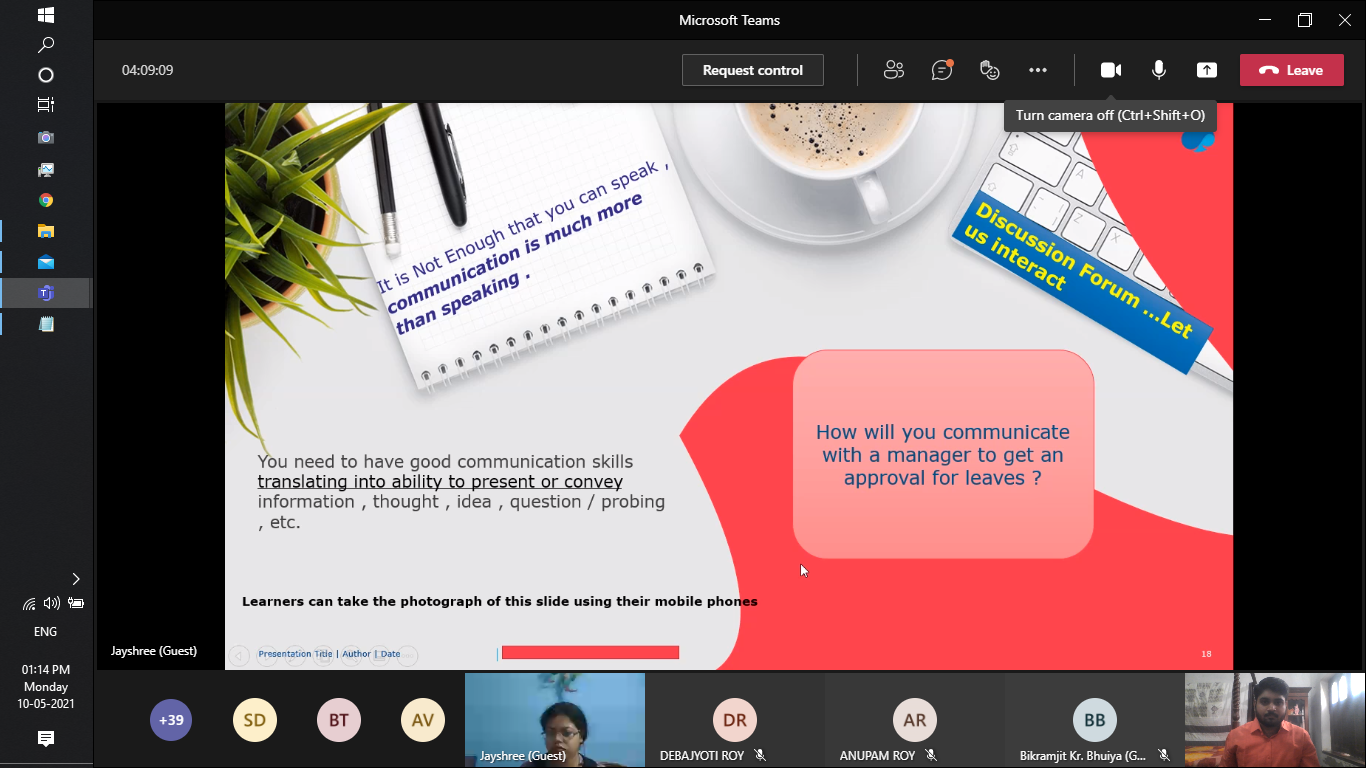 Microsoft Teams
04:09:09
Request control
Leave
Turn camera off (Ctrl+Shift+O)
It is Not Enough that you can speak ,
communication is much more
than speaking .
Discussion Forum ...Let
us interact
How will you communicate
with a manager to get an
approval for leaves ?
You need to have good communication skills
translating into ability to present or convey
information , thought , idea , question / probing
, etc.
Learners can take the photograph of this slide using their mobile phones
Jayshree (Guest)
Presentation Title | Author | Date
18
ENG
01:14 PM
Monday
10-05-2021
+39
SD
BT
AV
Jayshree (Guest)
DR
DEBAJYOTI ROY
AR
ANUPAM ROY
BB
Bikramjit Kr. Bhuiya (G...